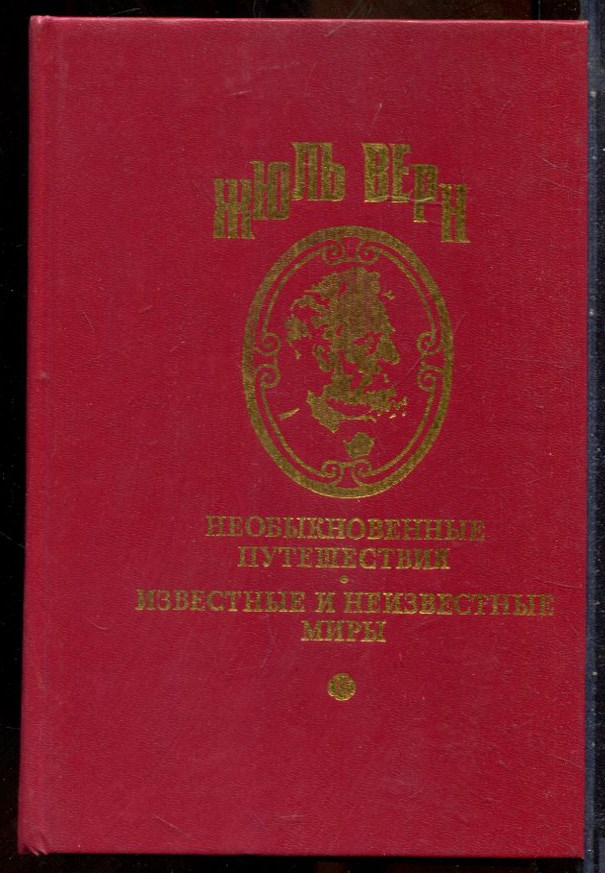 ЖЮЛЬ ВЕРН
НЕОБЫКНОВЕННЫЕ
ПУТЕШЕСТВИЯ
ИЗВЕСТНЫЕ И НЕИЗВЕСТНЫЕ
МИРЫ